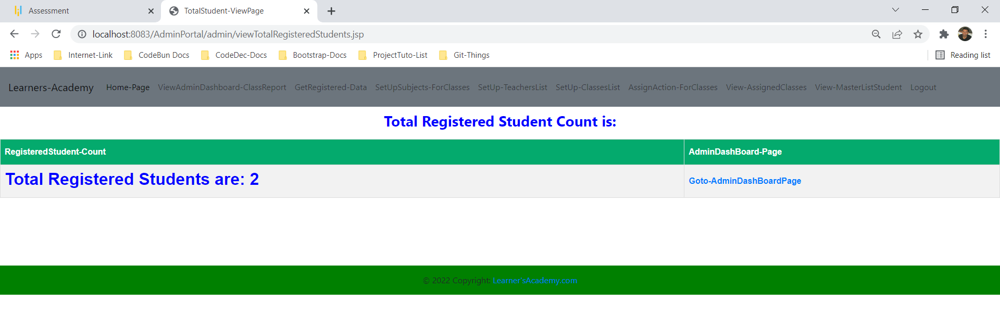 Assessment TotalStudent-ViewPage
localhost:8083/AdminPortal/admin/viewTotalRegisteredStudents.jsp
Apps Internet-Link CodeBun Docs CodeDec-Docs Bootstrap-Docs ProjectTuto-List Git-Things Reading list
Learners-Academy Home-Page ViewAdminDashboard-ClassReport GetRegistered-Data SetUpSubjects-ForClasses SetUp-TeachersList SetUp-ClassesList AssignAction-ForClasses View-AssignedClasses View-MasterListStudent Logout
Total Registered Student Count is:
RegisteredStudent-Count AdminDashBoard-Page
Total Registered Students are: 2 Goto-AdminDashBoardPage
© 2022 Copyright: Learner'sAcademy.com